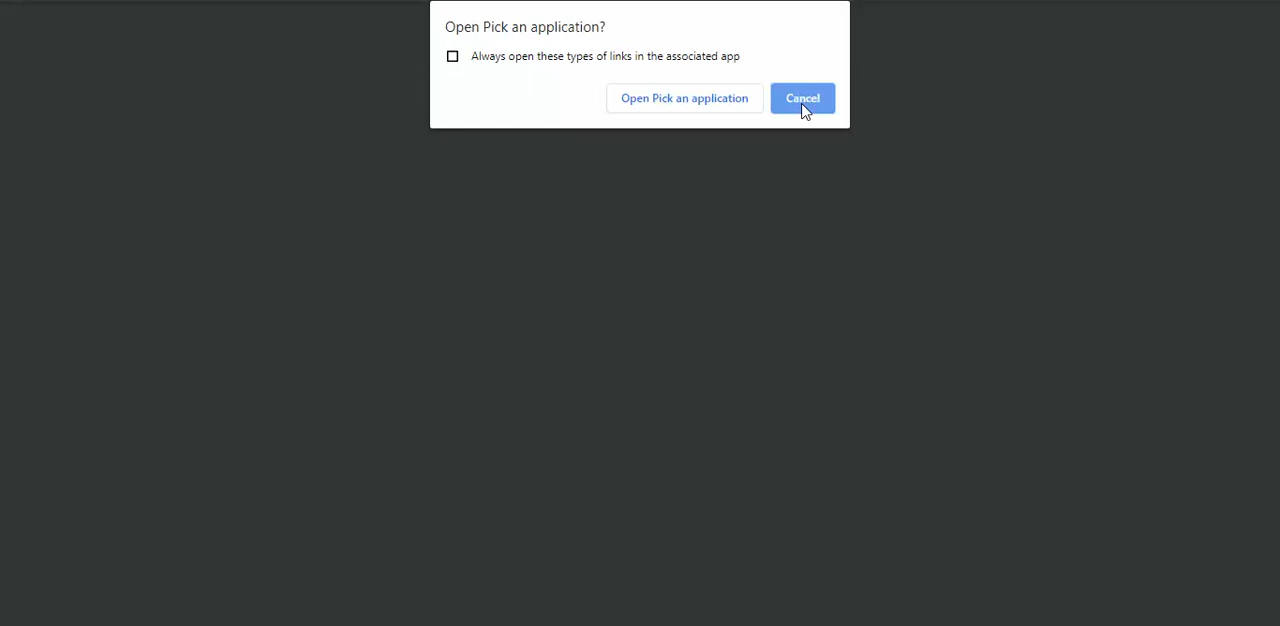 Open Pick an application?
Always open these types of links in the associated app
Open Pick an application
Cancel